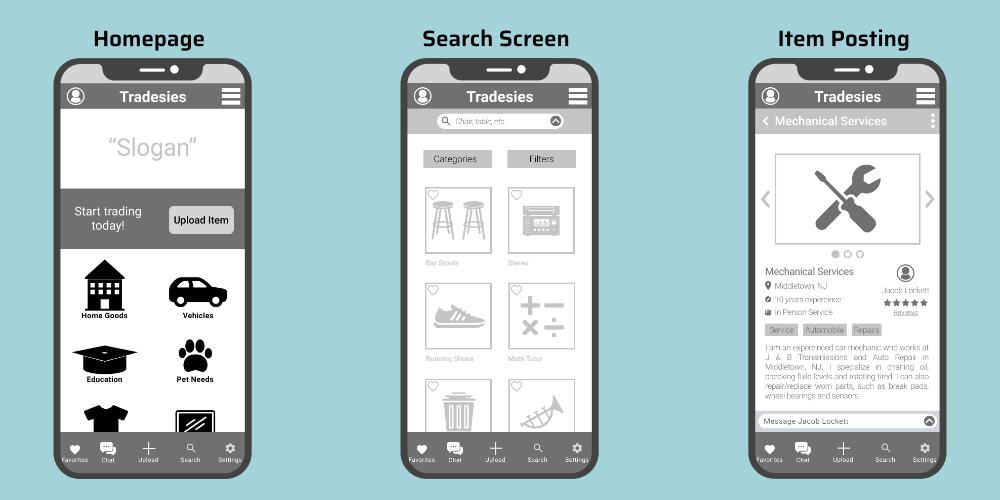 Homepage
Tradesies
“Slogan”
Start trading
today!
Upload Item
Home Goods
Vehicles
Education
Pet Needs
Favorites
Chat
Upload
Search
Settings
Search Screen
Tradesies
Chair, table, etc
Categories
Filters
Bar Stools
Stereo
Running Shoes
Math Tutor
Favorites
Chat
Upload
Search
Settings
Item Posting
Tradesies
Mechanical Services
Mechanical Services
Middletown, NJ
10 years expereince
In Person Service
Jacob Lockett
Reviews
Service
Automobile
Repairs
I am an expereinced car mechanic who works at
J & B Transmissions and Auto Repair in
Middletown, NJ. I specialize in chaning oil,
checking fuile levels and rotating tired. I can also
repair/replace worn parts, such as break pads,
wheel bearings and sensors.
Message Jacob Lockett
Favorites
Chat
Upload
Search
Settings